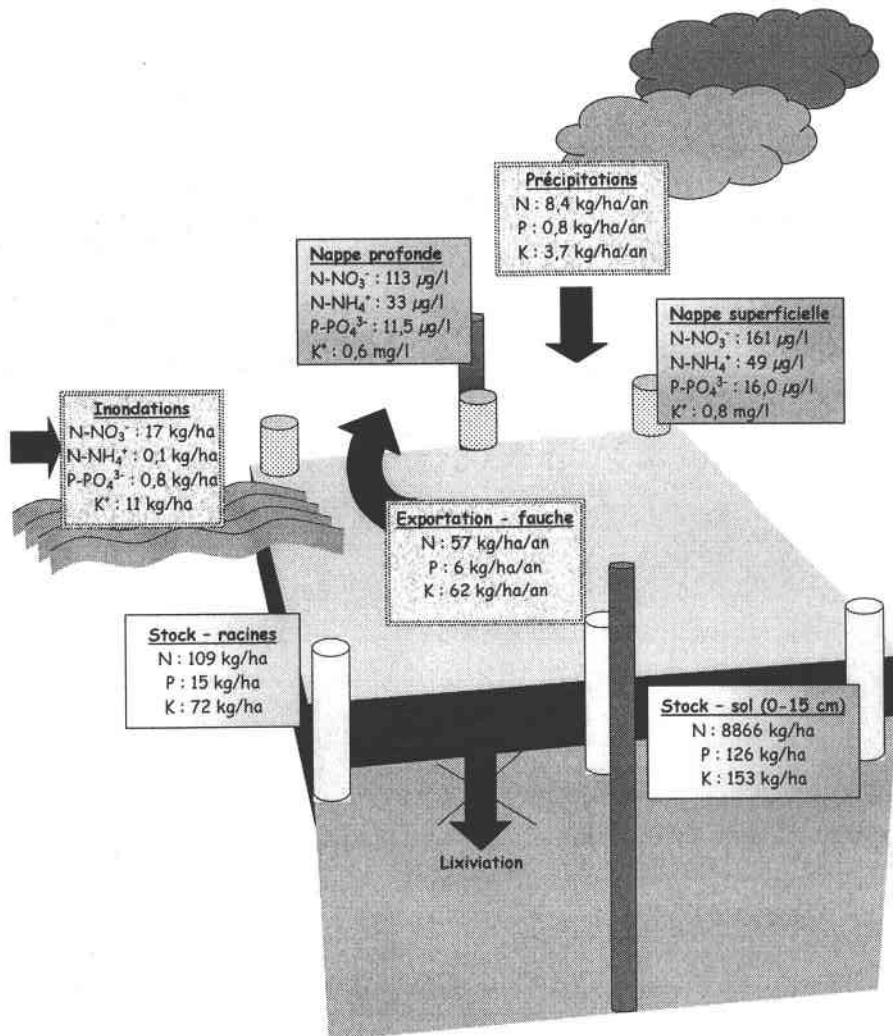 Précipitations
N : 8,4 kg/ha/an
P : 0,8 kg/ha/an
K : 3,7 kg/ha/an
Nappe profonde
N-NO₃⁻ : 113 µg/l
N-NH₄⁺ : 33 µg/l
P-PO₄³⁻ : 11,5 µg/l
K⁺ : 0,6 mg/l
Nappe superficielle
N-NO₃⁻ : 161 µg/l
N-NH₄⁺ : 49 µg/l
P-PO₄³⁻ : 16,0 µg/l
K⁺ : 0,8 mg/l
Inondations
N-NO₃⁻ : 17 kg/ha
N-NH₄⁺ : 0,1 kg/ha
P-PO₄³⁻ : 0,8 kg/ha
K⁺ : 11 kg/ha
Exportation - fauche
N : 57 kg/ha/an
P : 6 kg/ha/an
K : 62 kg/ha/an
Stock - racines
N : 109 kg/ha
P : 15 kg/ha
K : 72 kg/ha
Stock - sol (0-15 cm)
N : 8866 kg/ha
P : 126 kg/ha
K : 153 kg/ha
Lixiviation